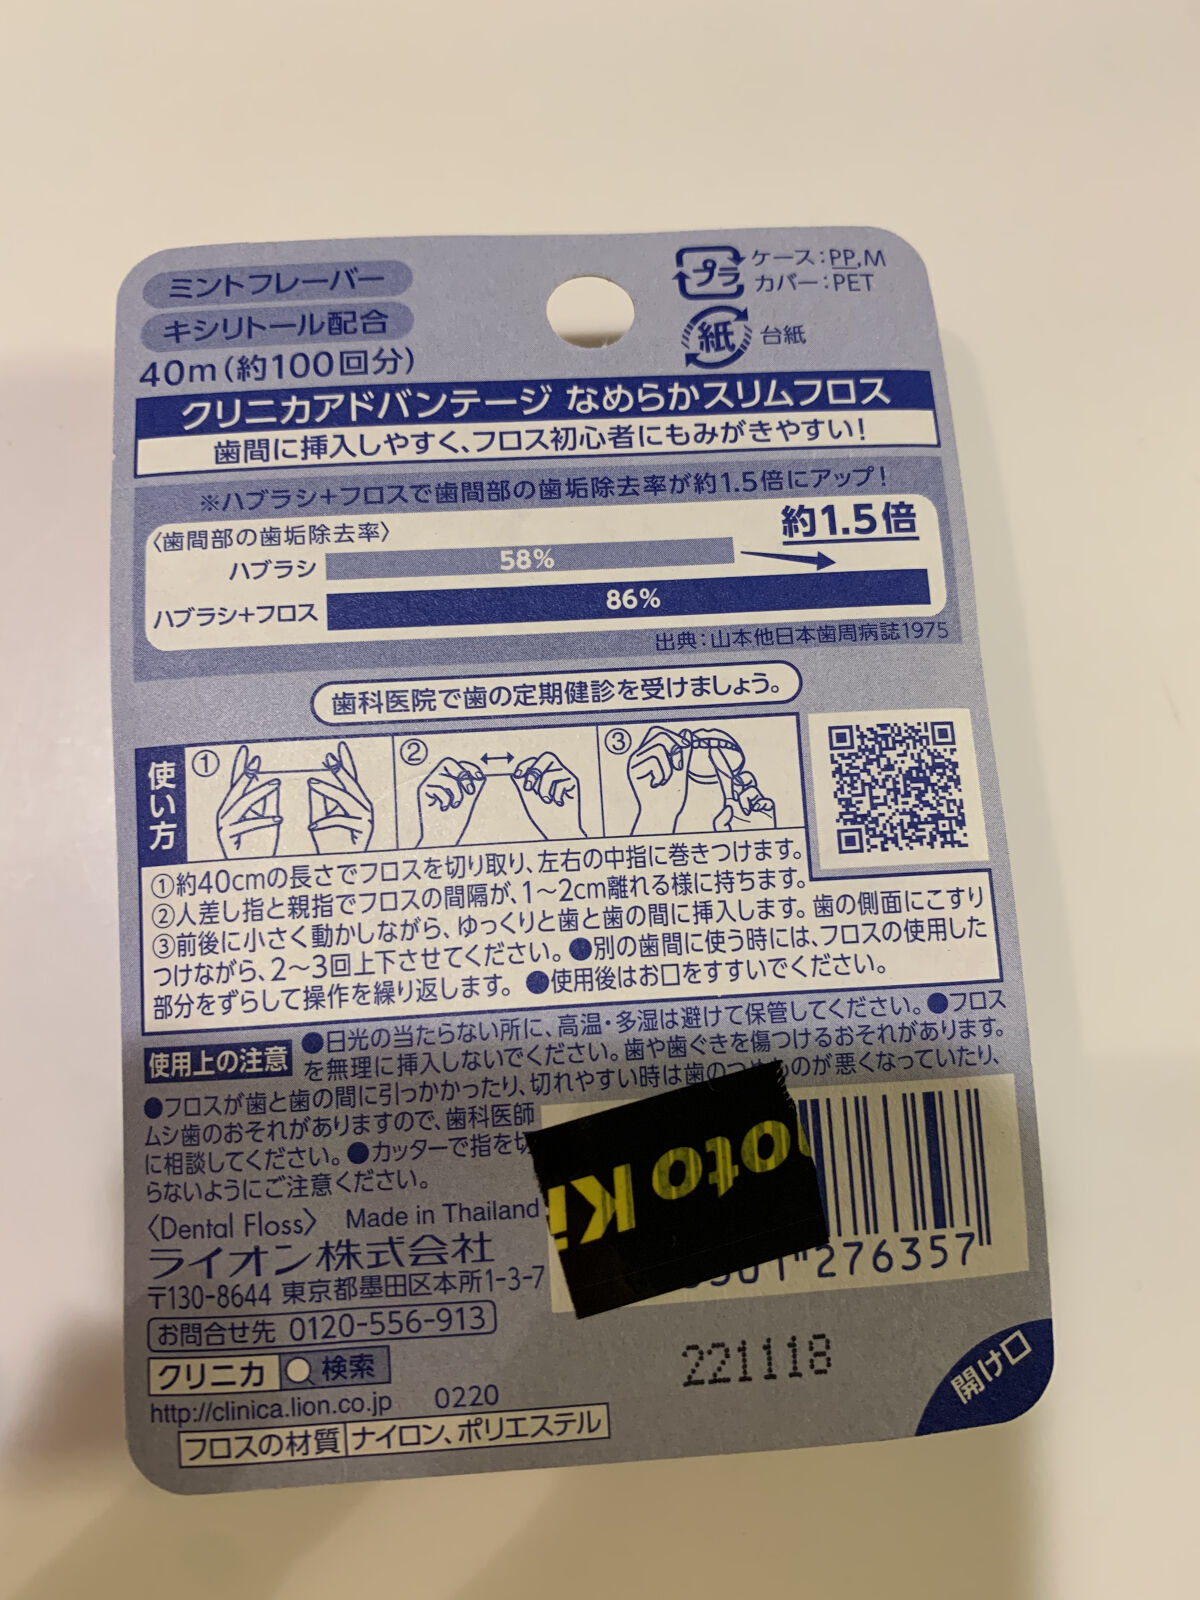 ミントフレーバー
キシリトール配合
40m(約100回分)
プラ
ケース:PP,M
カバー:PET
紙
台紙
クリニカアドバンテージ なめらかスリムフロス
歯間に挿入しやすく、フロス初心者にもみがきやすい!
※ハブラシ+フロスで歯間部の歯垢除去率が約1.5倍にアップ!
〈歯間部の歯垢除去率〉
約1.5倍
ハブラシ 58%
ハブラシ+フロス 86%
出典:山本他日本歯周病誌1975
歯科医院で歯の定期健診を受けましょう。
使い方
① ② ③
①約40cmの長さでフロスを切り取り、左右の中指に巻きつけます。
②人差し指と親指でフロスの間隔が、1〜2cm離れる様に持ちます。
③前後に小さく動かしながら、ゆっくりと歯と歯の間に挿入します。歯の側面にこすり
つけながら、2〜3回上下させてください。●別の歯間に使う時には、フロスの使用した
部分をずらして操作を繰り返します。●使用後はお口をすすいでください。
使用上の注意
●日光の当たらない所に、高温・多湿は避けて保管してください。●フロス
を無理に挿入しないでください。歯や歯ぐきを傷つけるおそれがあります。
●フロスが歯と歯の間に引っかかったり、切れやすい時は歯のつめものが悪くなっていたり、
ムシ歯のおそれがありますので、歯科医師
に相談してください。●カッターで指を切
らないようにご注意ください。
〈Dental Floss〉 Made in Thailand
ライオン株式会社
〒130-8644 東京都墨田区本所1-3-7
お問合せ先 0120-556-913
クリニカ 検索
http://clinica.lion.co.jp 0220
フロスの材質 ナイロン、ポリエステル
oto Ki
276357
221118
開け口